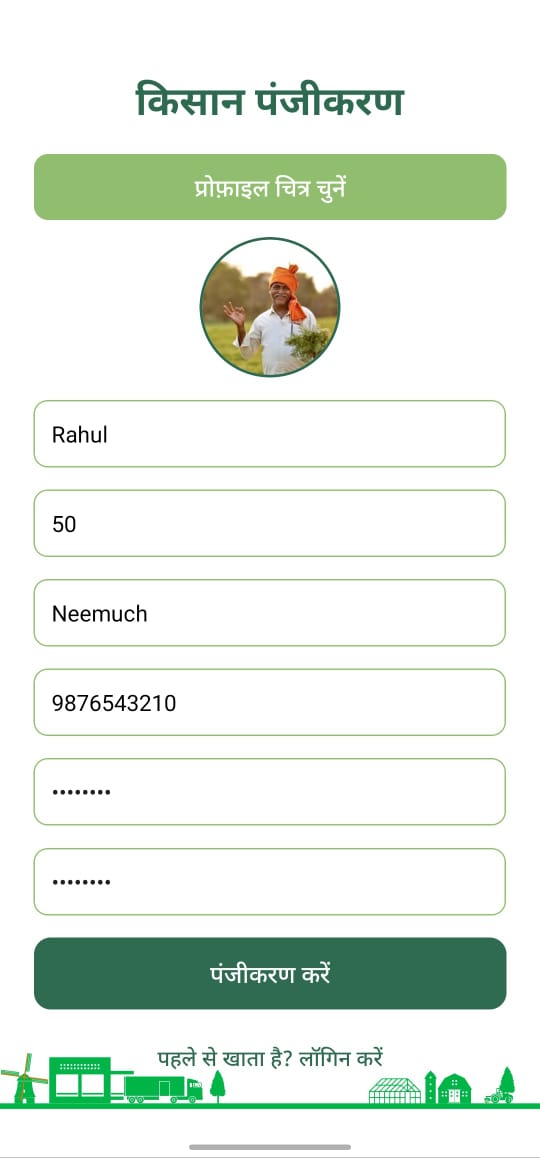 किसान पंजीकरण
प्रोफ़ाइल चित्र चुनें
Rahul
50
Neemuch
9876543210
••••••••
••••••••
पंजीकरण करें
पहले से खाता है? लॉगिन करें